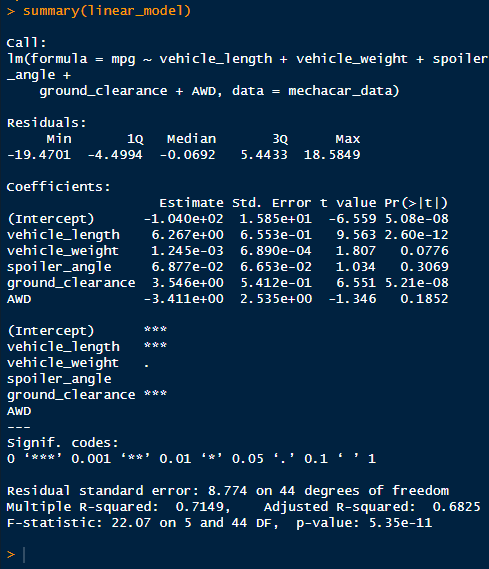 > summary(linear_model)
Call:
lm(formula = mpg ~ vehicle_length + vehicle_weight + spoiler
_angle +
    ground_clearance + AWD, data = mechacar_data)
Residuals:
     Min       1Q   Median       3Q      Max
-19.4701  -4.4994  -0.0692   5.4433  18.5849
Coefficients:
                   Estimate Std. Error t value Pr(>|t|)
(Intercept)      -1.040e+02  1.585e+01  -6.559 5.08e-08
vehicle_length    6.267e+00  6.553e-01   9.563 2.60e-12
vehicle_weight    1.245e-03  6.890e-04   1.807   0.0776
spoiler_angle     6.877e-02  6.653e-02   1.034   0.3069
ground_clearance  3.546e+00  5.412e-01   6.551 5.21e-08
AWD              -3.411e+00  2.535e+00  -1.346   0.1852
(Intercept)      ***
vehicle_length   ***
vehicle_weight   .
spoiler_angle
ground_clearance ***
AWD
---
Signif. codes:
0 ‘***’ 0.001 ‘**’ 0.01 ‘*’ 0.05 ‘.’ 0.1 ‘ ’ 1
Residual standard error: 8.774 on 44 degrees of freedom
Multiple R-squared:  0.7149,    Adjusted R-squared:  0.6825
F-statistic: 22.07 on 5 and 44 DF,  p-value: 5.35e-11
>